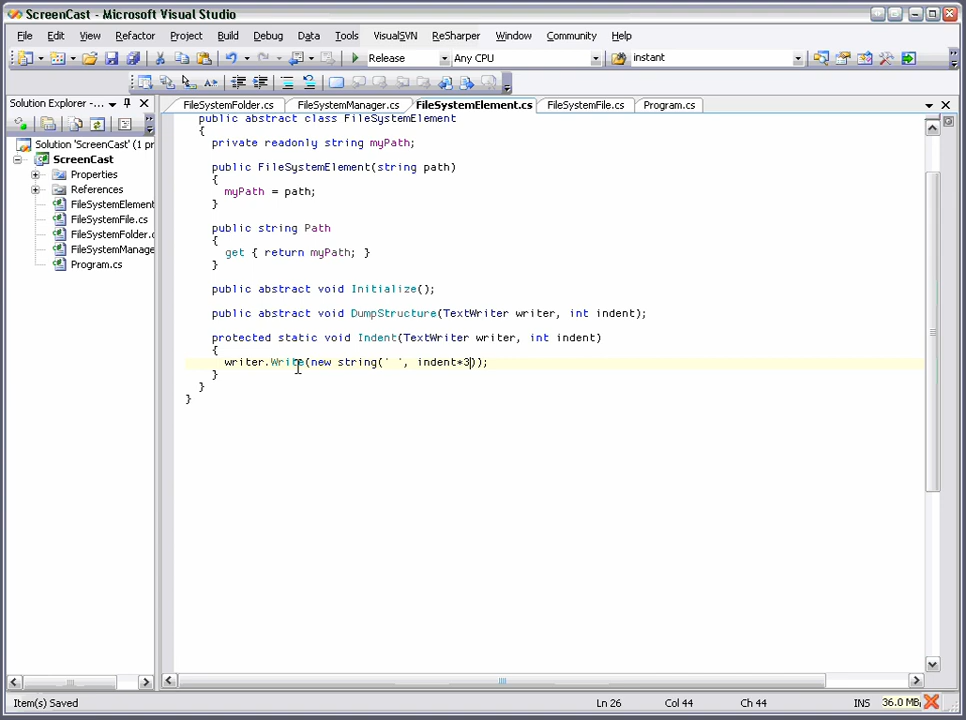 ScreenCast - Microsoft Visual Studio
File Edit View Refactor Project Build Debug Data Tools VisualSVN ReSharper Window Community Help
Release Any CPU instant
Solution Explorer - ...
FileSystemFolder.cs FileSystemManager.cs FileSystemElement.cs FileSystemFile.cs Program.cs
Solution 'ScreenCast' (1 pr
ScreenCast
Properties
References
FileSystemElement
FileSystemFile.cs
FileSystemFolder.c
FileSystemManage
Program.cs
public abstract class FileSystemElement
{
private readonly string myPath;
public FileSystemElement(string path)
{
myPath = path;
}
public string Path
{
get { return myPath; }
}
public abstract void Initialize();
public abstract void DumpStructure(TextWriter writer, int indent);
protected static void Indent(TextWriter writer, int indent)
{
writer.Write(new string(' ', indent*3));
}
}
}
Item(s) Saved Ln 26 Col 44 Ch 44 INS 36.0 MB